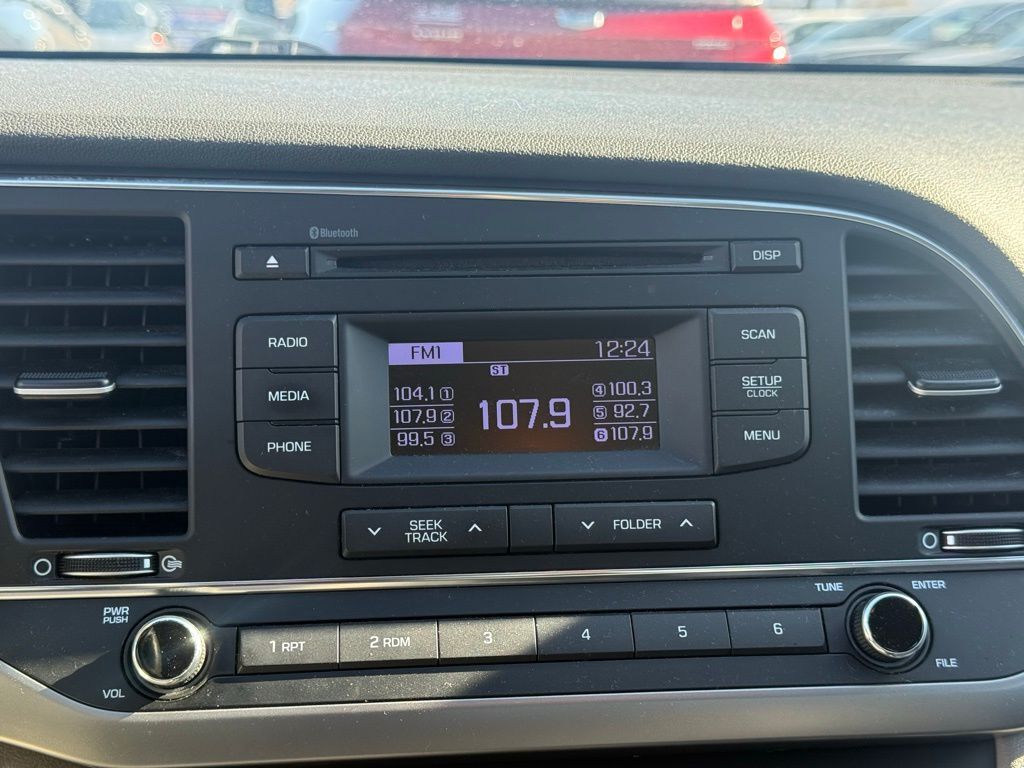 Bluetooth
DISP
RADIO
MEDIA
PHONE
FM1 12:24
ST
104.1 1
107.9 2
99.5 3
107.9
4 100.3
5 92.7
6 107.9
SCAN
SETUP
CLOCK
MENU
SEEK
TRACK
FOLDER
PWR
PUSH
VOL
1 RPT
2 RDM
3
4
5
6
TUNE
ENTER
FILE